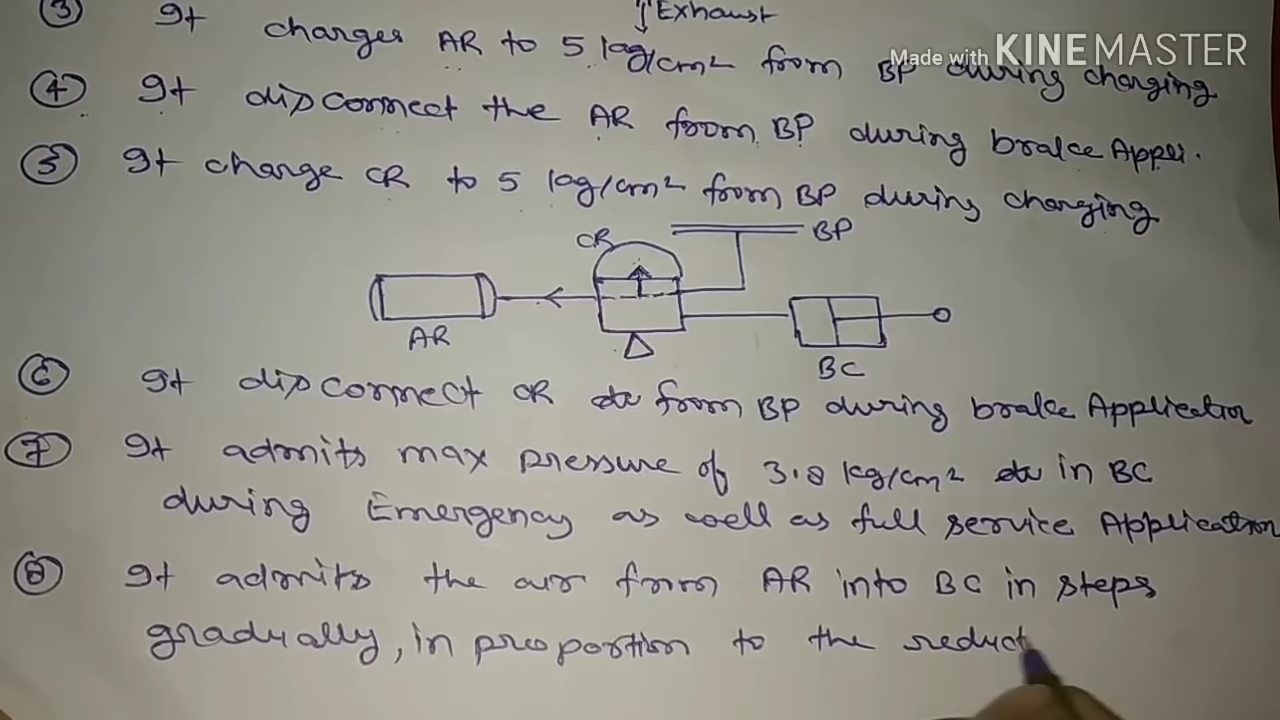 ↓Exhaust
③ It charges AR to 5 kg/cm² from BP during charging
Made with KINEMASTER
④ It disconnect the AR from BP during brake Appli.
⑤ It charge CR to 5 kg/cm² from BP during charging
CR BP
AR
BC
⑥ It disconnect CR from BP during brake Application
⑦ It admits max pressure of 3.8 kg/cm² in BC
during Emergency as well as full service Application
⑧ It admits the air from AR into BC in steps
gradually, in proportion to the reduct